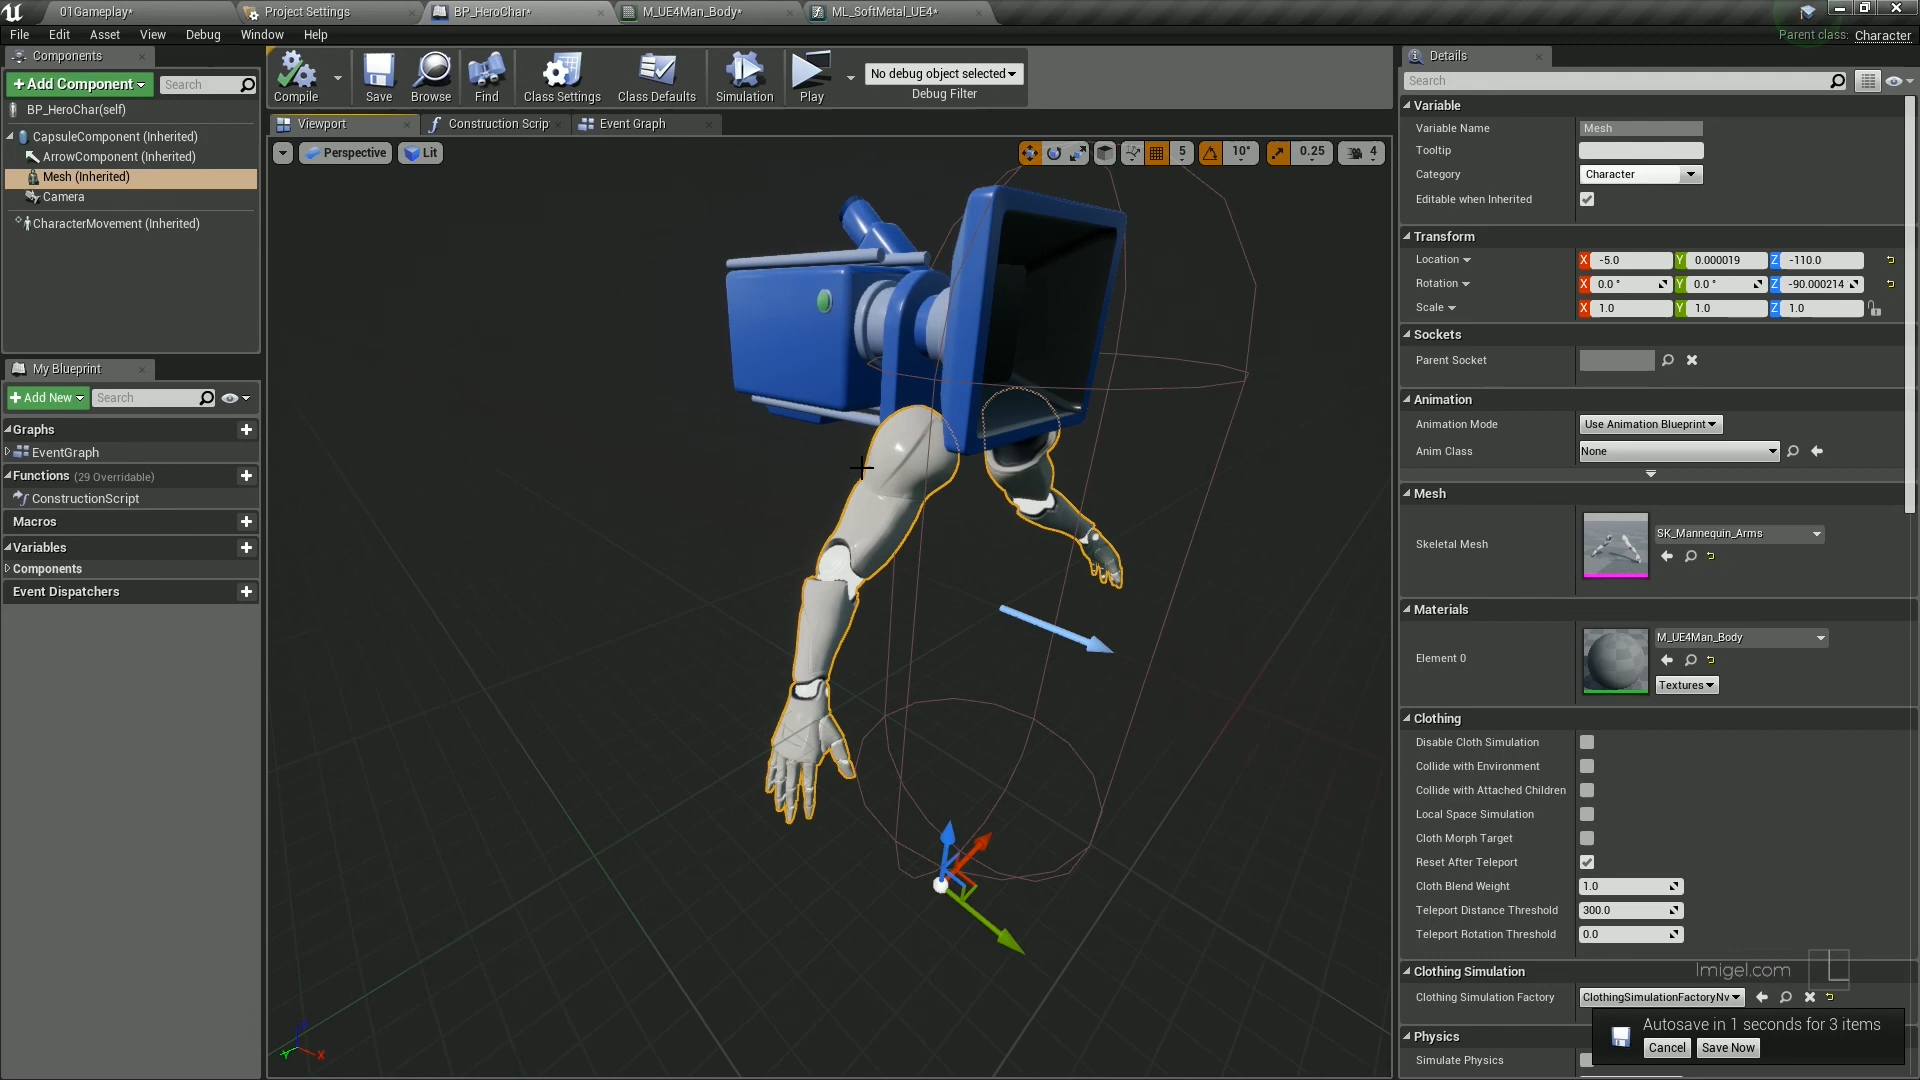 01Gameplay*
Project Settings
BP_HeroChar*
M_UE4Man_Body*
ML_SoftMetal_UE4*
File Edit Asset View Debug Window Help
Parent class: Character
Components
+Add Component
Search
BP_HeroChar(self)
CapsuleComponent (Inherited)
ArrowComponent (Inherited)
Mesh (Inherited)
Camera
CharacterMovement (Inherited)
My Blueprint
+Add New
Search
Graphs
EventGraph
Functions (29 Overridable)
ConstructionScript
Macros
Variables
Components
Event Dispatchers
Compile
Save
Browse
Find
Class Settings
Class Defaults
Simulation
Play
No debug object selected
Debug Filter
Viewport
Construction Scrip
Event Graph
Perspective
Lit
5
10°
0.25
4
Details
Search
Variable
Variable Name Mesh
Tooltip
Category Character
Editable when Inherited
Transform
Location X -5.0 Y 0.000019 Z -110.0
Rotation X 0.0 ° Y 0.0 ° Z -90.000214
Scale X 1.0 Y 1.0 Z 1.0
Sockets
Parent Socket
Animation
Animation Mode Use Animation Blueprint
Anim Class None
Mesh
Skeletal Mesh SK_Mannequin_Arms
Materials
Element 0 M_UE4Man_Body
Textures
Clothing
Disable Cloth Simulation
Collide with Environment
Collide with Attached Children
Local Space Simulation
Cloth Morph Target
Reset After Teleport
Cloth Blend Weight 1.0
Teleport Distance Threshold 300.0
Teleport Rotation Threshold 0.0
Clothing Simulation
Clothing Simulation Factory ClothingSimulationFactoryNv
Physics
Simulate Physics
Imigel.com
Autosave in 1 seconds for 3 items
Cancel
Save Now
Z
Y
X